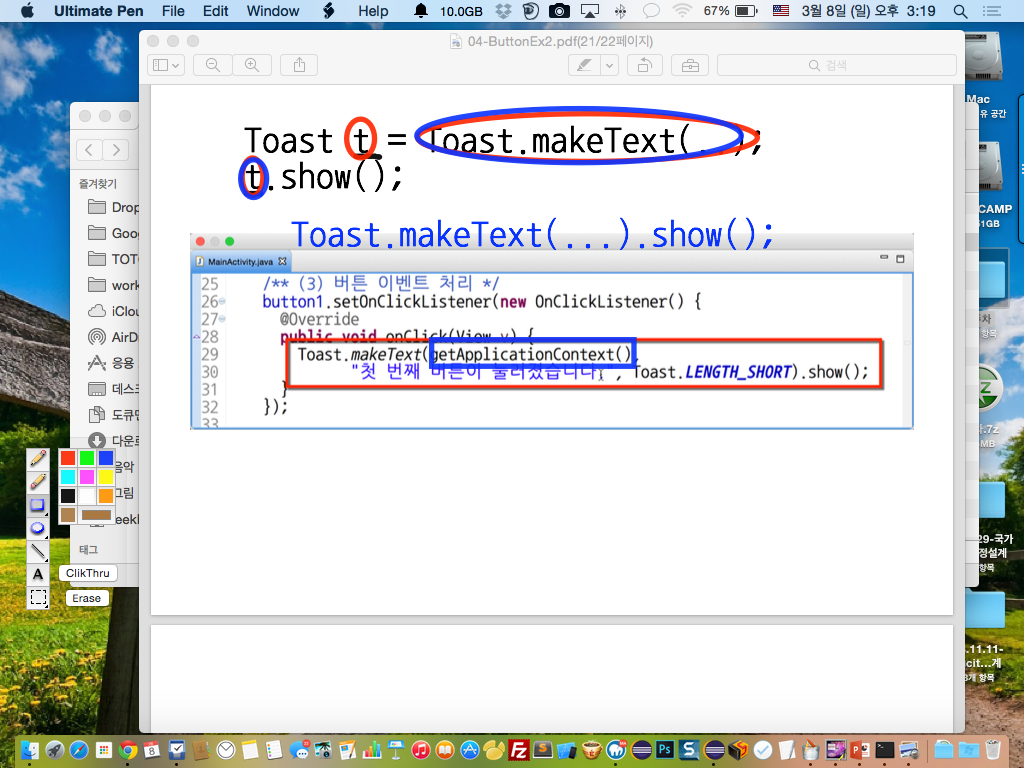 Ultimate Pen File Edit Window Help 10.0GB 67% 3월 8일 (일) 오후 3:19
04-ButtonEx2.pdf(21/22페이지)
검색
Mac
유 공간
Toast t = Toast.makeText(...);
t.show();
Toast.makeText(...).show();
즐겨찾기
Drop
Goo
TOT
work
iClou
AirD
응용
데스크
도큐먼
다운로
음악
그림
eekl
태그
MainActivity.java
25 /** (3) 버튼 이벤트 처리 */
26 button1.setOnClickListener(new OnClickListener() {
27 @Override
28 public void onClick(View v) {
29 Toast.makeText(getApplicationContext(),
30 "첫 번째 버튼이 눌러졌습니다.", Toast.LENGTH_SHORT).show();
31 }
32 });
33
CAMP
1GB
항목
.7z
MB
29-국가
정설계
항목
.11.11-
cit...계
3개 항목
A
ClikThru
Erase